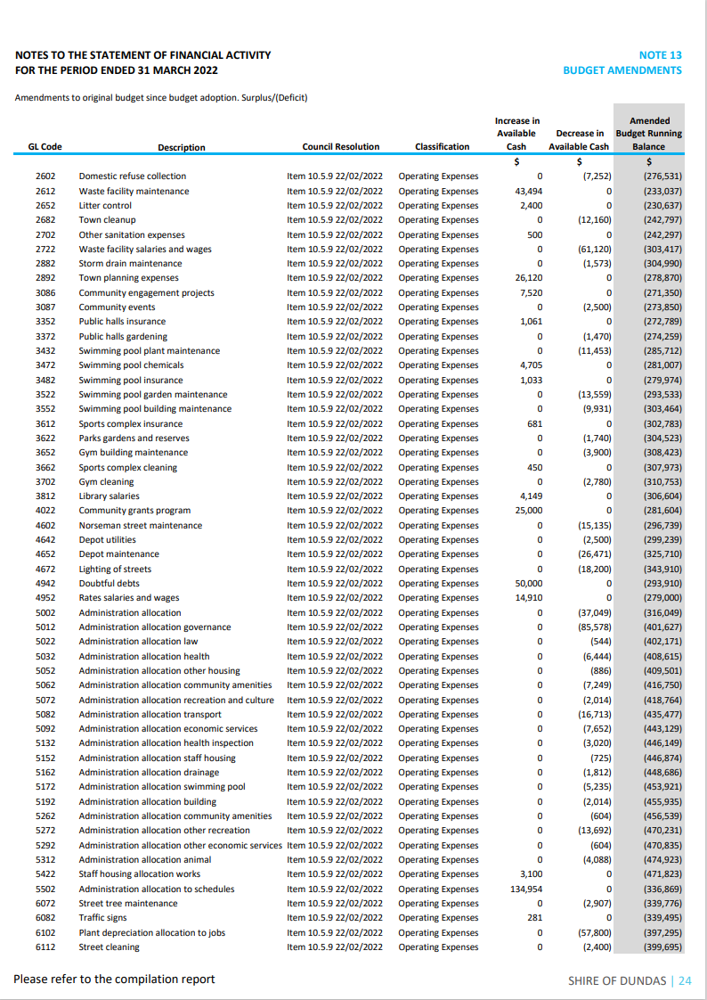 NOTES TO THE STATEMENT OF FINANCIAL ACTIVITY NOTE 13
FOR THE PERIOD ENDED 31 MARCH 2022 BUDGET AMENDMENTS
Amendments to original budget since budget adoption. Surplus/(Deficit)
Increase in Amended
Available Decrease in Budget Running
GL Code Description Council Resolution Classification Cash Available Cash Balance
$ $ $
2602 Domestic refuse collection Item 10.5.9 22/02/2022 Operating Expenses 0 (7,252) (276,531)
2612 Waste facility maintenance Item 10.5.9 22/02/2022 Operating Expenses 43,494 0 (233,037)
2652 Litter control Item 10.5.9 22/02/2022 Operating Expenses 2,400 0 (230,637)
2682 Town cleanup Item 10.5.9 22/02/2022 Operating Expenses 0 (12,160) (242,797)
2702 Other sanitation expenses Item 10.5.9 22/02/2022 Operating Expenses 500 0 (242,297)
2722 Waste facility salaries and wages Item 10.5.9 22/02/2022 Operating Expenses 0 (61,120) (303,417)
2882 Storm drain maintenance Item 10.5.9 22/02/2022 Operating Expenses 0 (1,573) (304,990)
2892 Town planning expenses Item 10.5.9 22/02/2022 Operating Expenses 26,120 0 (278,870)
3086 Community engagement projects Item 10.5.9 22/02/2022 Operating Expenses 7,520 0 (271,350)
3087 Community events Item 10.5.9 22/02/2022 Operating Expenses 0 (2,500) (273,850)
3352 Public halls insurance Item 10.5.9 22/02/2022 Operating Expenses 1,061 0 (272,789)
3372 Public halls gardening Item 10.5.9 22/02/2022 Operating Expenses 0 (1,470) (274,259)
3432 Swimming pool plant maintenance Item 10.5.9 22/02/2022 Operating Expenses 0 (11,453) (285,712)
3472 Swimming pool chemicals Item 10.5.9 22/02/2022 Operating Expenses 4,705 0 (281,007)
3482 Swimming pool insurance Item 10.5.9 22/02/2022 Operating Expenses 1,033 0 (279,974)
3522 Swimming pool garden maintenance Item 10.5.9 22/02/2022 Operating Expenses 0 (13,559) (293,533)
3552 Swimming pool building maintenance Item 10.5.9 22/02/2022 Operating Expenses 0 (9,931) (303,464)
3612 Sports complex insurance Item 10.5.9 22/02/2022 Operating Expenses 681 0 (302,783)
3622 Parks gardens and reserves Item 10.5.9 22/02/2022 Operating Expenses 0 (1,740) (304,523)
3652 Gym building maintenance Item 10.5.9 22/02/2022 Operating Expenses 0 (3,900) (308,423)
3662 Sports complex cleaning Item 10.5.9 22/02/2022 Operating Expenses 450 0 (307,973)
3702 Gym cleaning Item 10.5.9 22/02/2022 Operating Expenses 0 (2,780) (310,753)
3812 Library salaries Item 10.5.9 22/02/2022 Operating Expenses 4,149 0 (306,604)
4022 Community grants program Item 10.5.9 22/02/2022 Operating Expenses 25,000 0 (281,604)
4602 Norseman street maintenance Item 10.5.9 22/02/2022 Operating Expenses 0 (15,135) (296,739)
4642 Depot utilities Item 10.5.9 22/02/2022 Operating Expenses 0 (2,500) (299,239)
4652 Depot maintenance Item 10.5.9 22/02/2022 Operating Expenses 0 (26,471) (325,710)
4672 Lighting of streets Item 10.5.9 22/02/2022 Operating Expenses 0 (18,200) (343,910)
4942 Doubtful debts Item 10.5.9 22/02/2022 Operating Expenses 50,000 0 (293,910)
4952 Rates salaries and wages Item 10.5.9 22/02/2022 Operating Expenses 14,910 0 (279,000)
5002 Administration allocation Item 10.5.9 22/02/2022 Operating Expenses 0 (37,049) (316,049)
5012 Administration allocation governance Item 10.5.9 22/02/2022 Operating Expenses 0 (85,578) (401,627)
5022 Administration allocation law Item 10.5.9 22/02/2022 Operating Expenses 0 (544) (402,171)
5032 Administration allocation health Item 10.5.9 22/02/2022 Operating Expenses 0 (6,444) (408,615)
5052 Administration allocation other housing Item 10.5.9 22/02/2022 Operating Expenses 0 (886) (409,501)
5062 Administration allocation community amenities Item 10.5.9 22/02/2022 Operating Expenses 0 (7,249) (416,750)
5072 Administration allocation recreation and culture Item 10.5.9 22/02/2022 Operating Expenses 0 (2,014) (418,764)
5082 Administration allocation transport Item 10.5.9 22/02/2022 Operating Expenses 0 (16,713) (435,477)
5092 Administration allocation economic services Item 10.5.9 22/02/2022 Operating Expenses 0 (7,652) (443,129)
5132 Administration allocation health inspection Item 10.5.9 22/02/2022 Operating Expenses 0 (3,020) (446,149)
5152 Administration allocation staff housing Item 10.5.9 22/02/2022 Operating Expenses 0 (725) (446,874)
5162 Administration allocation drainage Item 10.5.9 22/02/2022 Operating Expenses 0 (1,812) (448,686)
5172 Administration allocation swimming pool Item 10.5.9 22/02/2022 Operating Expenses 0 (5,235) (453,921)
5192 Administration allocation building Item 10.5.9 22/02/2022 Operating Expenses 0 (2,014) (455,935)
5262 Administration allocation community amenities Item 10.5.9 22/02/2022 Operating Expenses 0 (604) (456,539)
5272 Administration allocation other recreation Item 10.5.9 22/02/2022 Operating Expenses 0 (13,692) (470,231)
5292 Administration allocation other economic services Item 10.5.9 22/02/2022 Operating Expenses 0 (604) (470,835)
5312 Administration allocation animal Item 10.5.9 22/02/2022 Operating Expenses 0 (4,088) (474,923)
5422 Staff housing allocation works Item 10.5.9 22/02/2022 Operating Expenses 3,100 0 (471,823)
5502 Administration allocation to schedules Item 10.5.9 22/02/2022 Operating Expenses 134,954 0 (336,869)
6072 Street tree maintenance Item 10.5.9 22/02/2022 Operating Expenses 0 (2,907) (339,776)
6082 Traffic signs Item 10.5.9 22/02/2022 Operating Expenses 281 0 (339,495)
6102 Plant depreciation allocation to jobs Item 10.5.9 22/02/2022 Operating Expenses 0 (57,800) (397,295)
6112 Street cleaning Item 10.5.9 22/02/2022 Operating Expenses 0 (2,400) (399,695)
Please refer to the compilation report SHIRE OF DUNDAS | 24